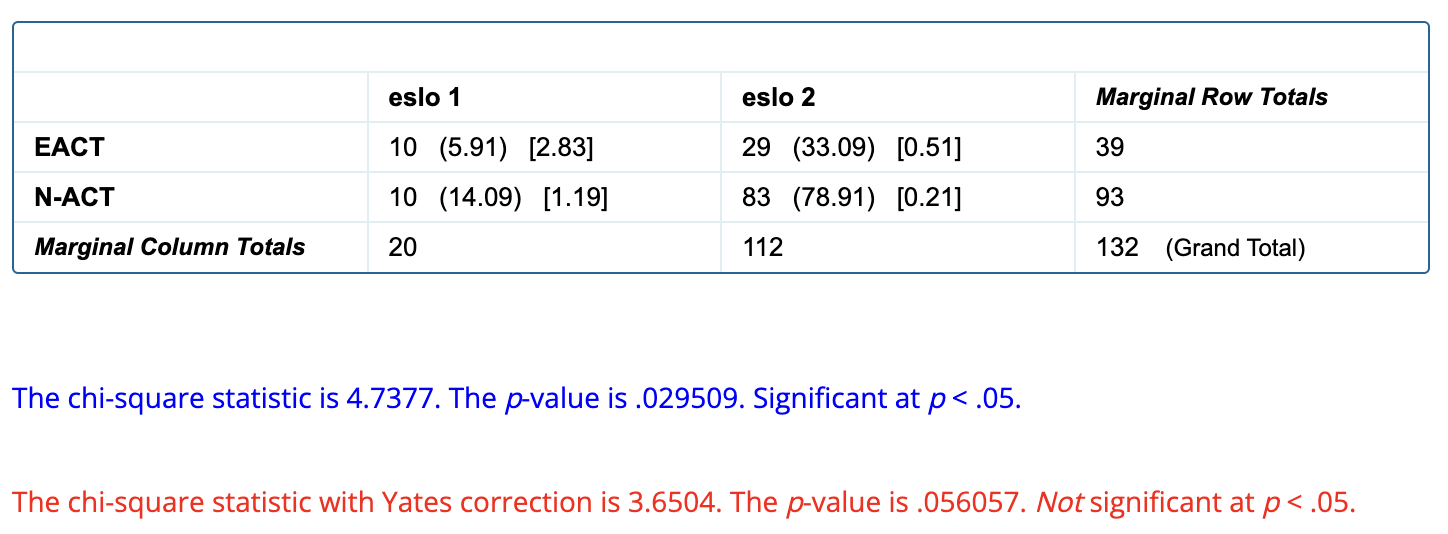 eslo 1 eslo 2 Marginal Row Totals
EACT 10 (5.91) [2.83] 29 (33.09) [0.51] 39
N-ACT 10 (14.09) [1.19] 83 (78.91) [0.21] 93
Marginal Column Totals 20 112 132 (Grand Total)
The chi-square statistic is 4.7377. The p-value is .029509. Significant at p < .05.
The chi-square statistic with Yates correction is 3.6504. The p-value is .056057. Not significant at p < .05.